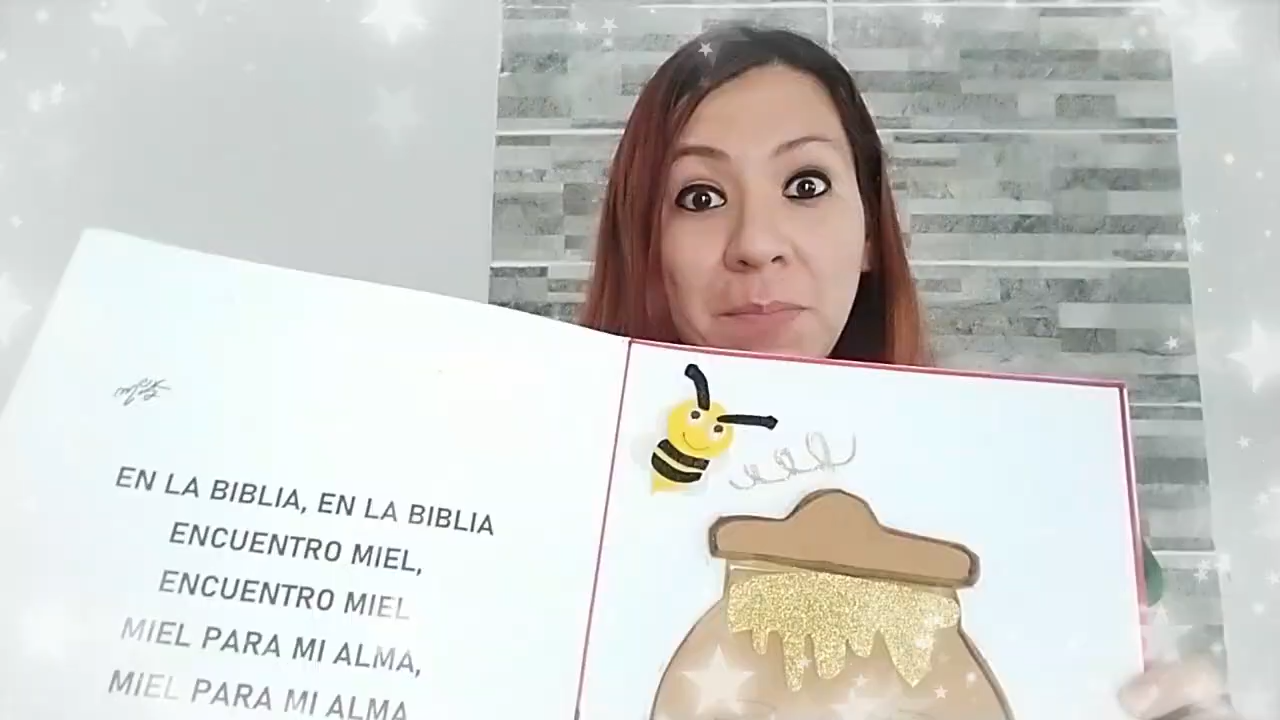 EN LA BIBLIA, EN LA BIBLIA
ENCUENTRO MIEL,
ENCUENTRO MIEL
MIEL PARA MI ALMA,
MIEL PARA MI ALMA